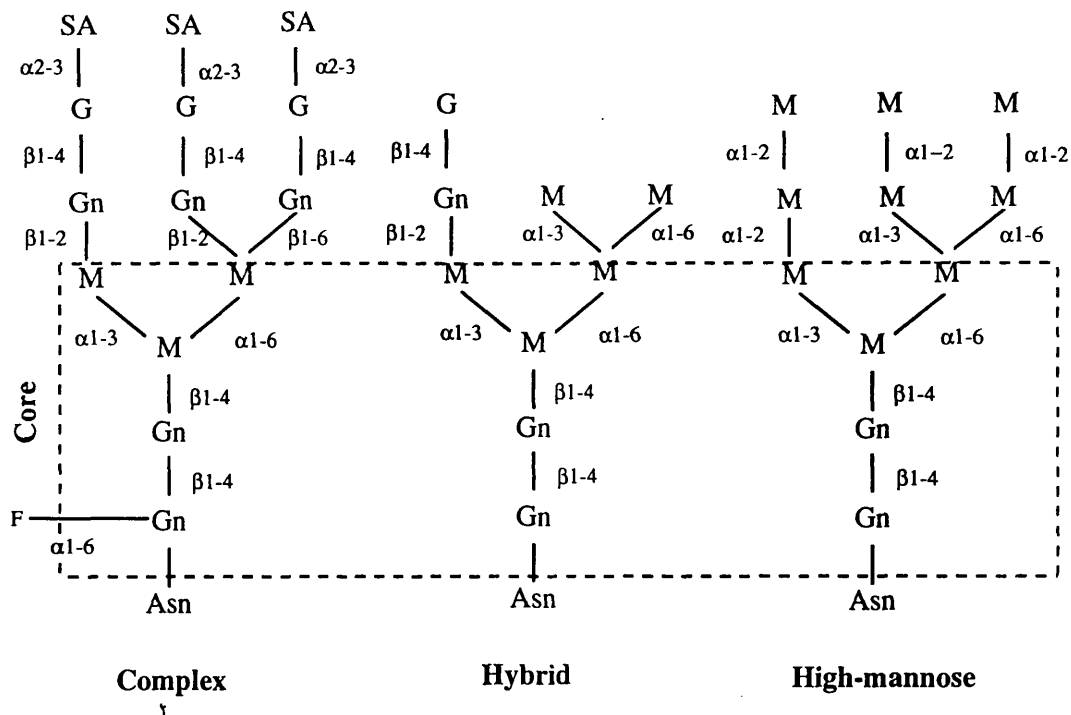 SA SA SA
α2-3 α2-3 α2-3
G G G G M M M
β1-4 β1-4 β1-4 β1-4 α1-2 α1-2 α1-2
Gn Gn Gn Gn M M M M M
β1-2 β1-2 β1-6 β1-2 α1-3 α1-6 α1-2 α1-3 α1-6
M M M M M M
α1-3 α1-6 α1-3 α1-6 α1-3 α1-6
M M M
β1-4 β1-4 β1-4
Core
Gn Gn Gn
β1-4 β1-4 β1-4
F Gn Gn Gn
α1-6
Asn Asn Asn
Complex Hybrid High-mannose